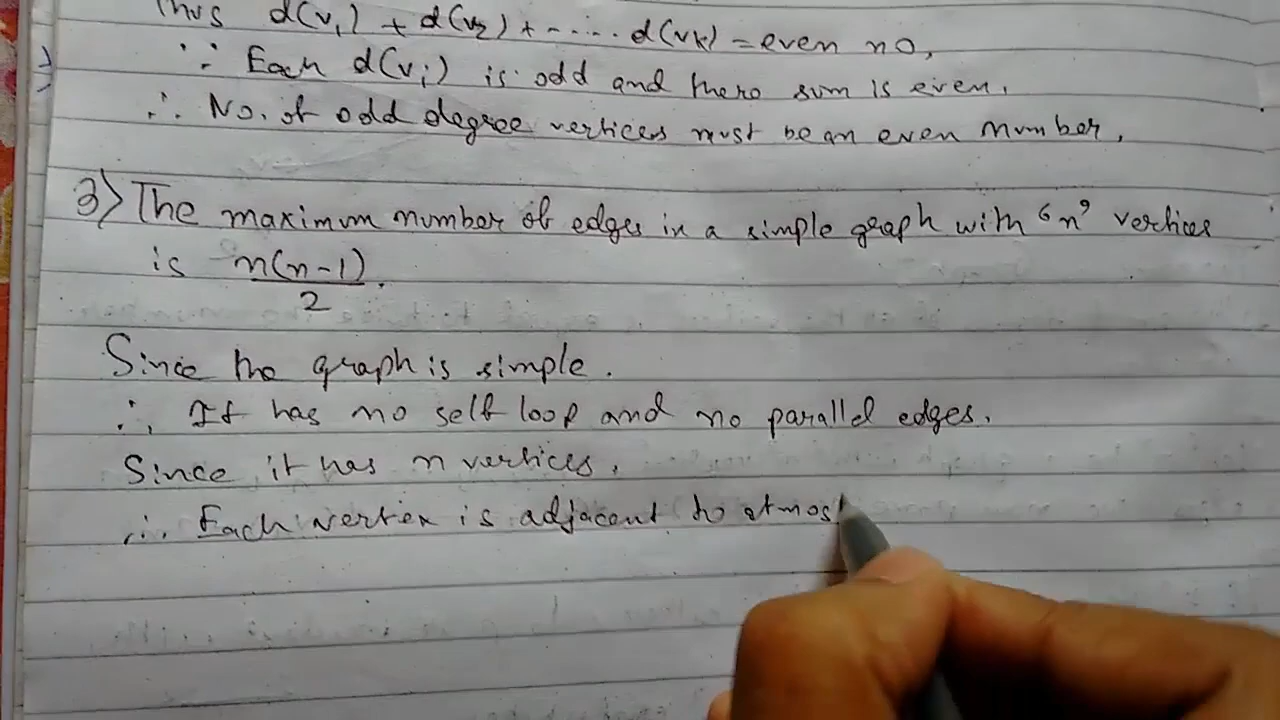 Thus d(v1) + d(v2) + - .... d(vk) = even no,
∵ Each d(vi) is odd and there sum is even.
∴ No. of odd degree vertices must be an even number.
3) The maximum number of edges in a simple graph with 'n' vertices
is n(n-1)
2 .
Since the graph is simple.
∴ It has no self loop and no parallel edges.
Since it has n vertices.
∴ Each vertex is adjacent to atmost